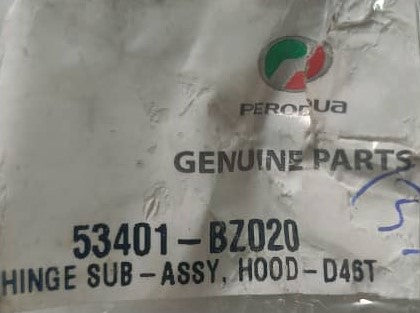 PERODUA
GENUINE PARTS
53401-BZ020
HINGE SUB-ASSY, HOOD-D46T